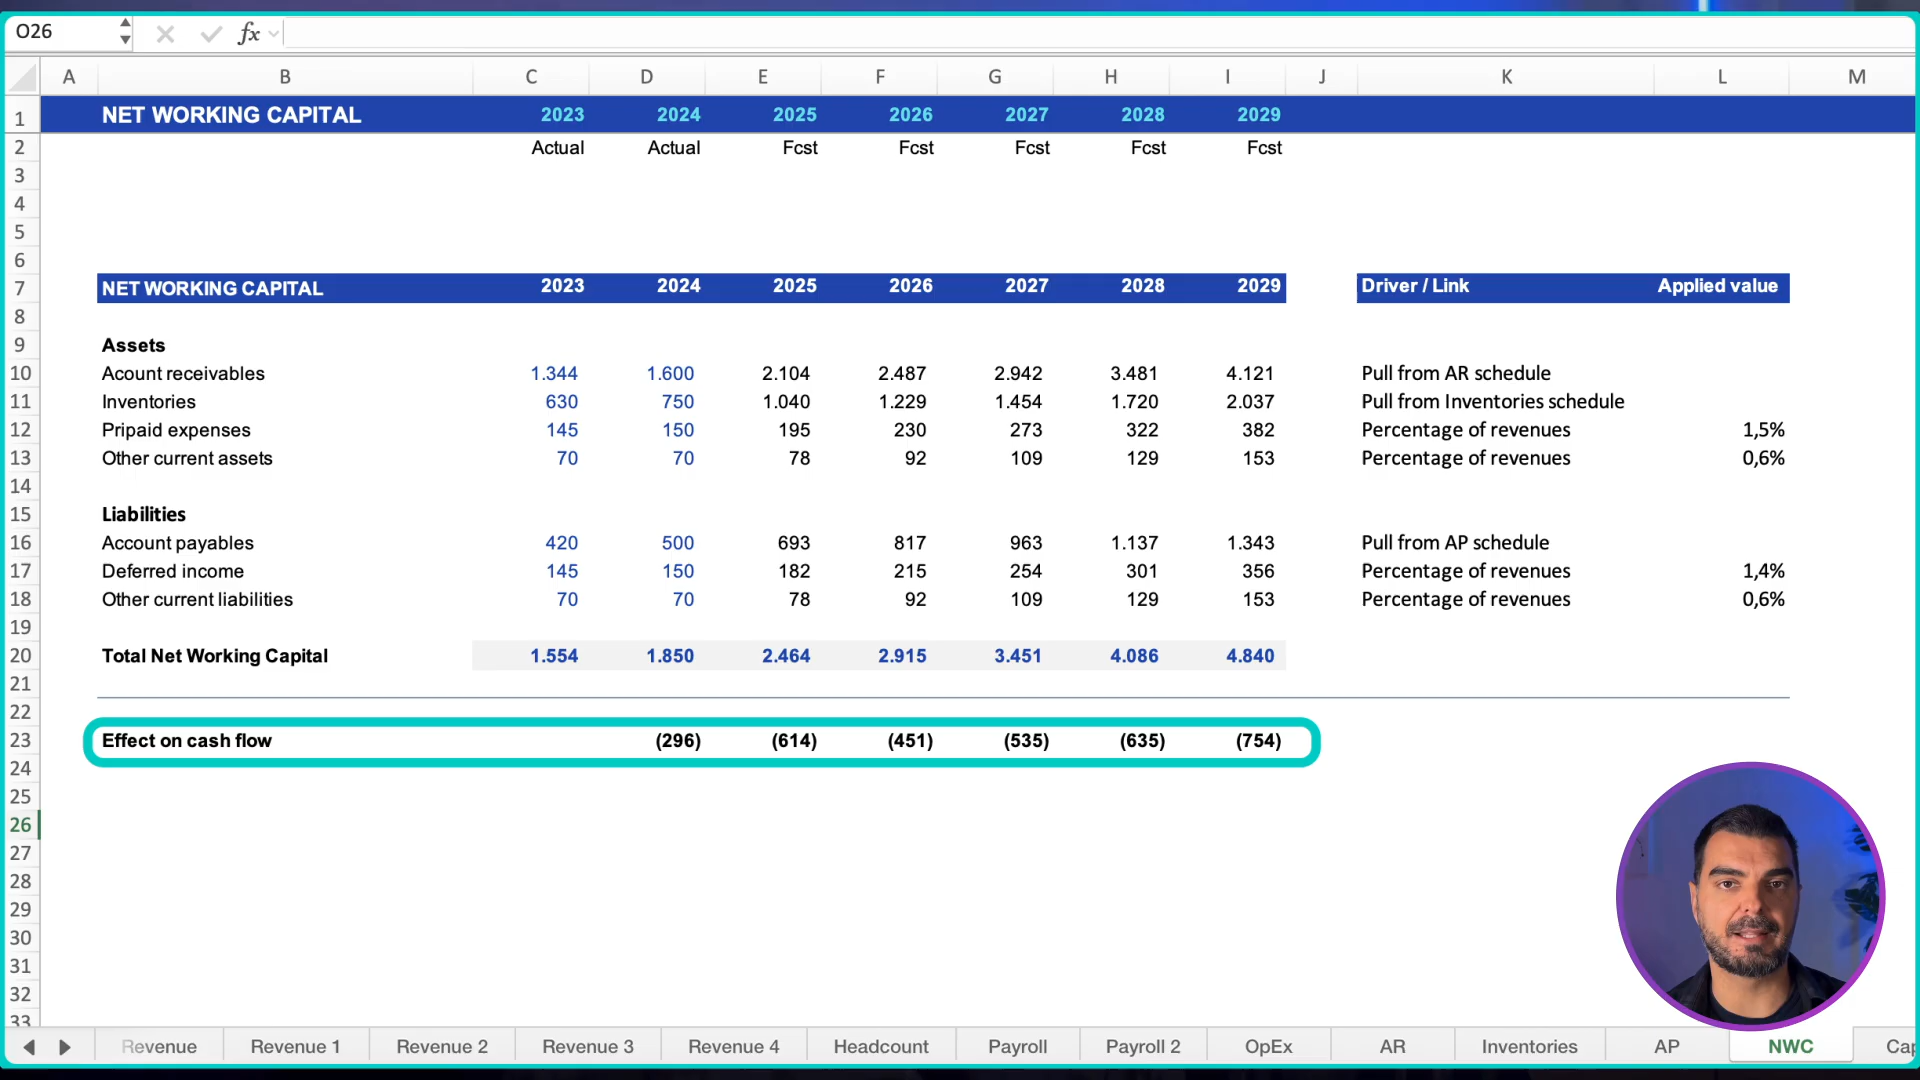 O26 fx
A B C D E F G H I J K L M
1 NET WORKING CAPITAL 2023 2024 2025 2026 2027 2028 2029
2 Actual Actual Fcst Fcst Fcst Fcst Fcst
3
4
5
6
7 NET WORKING CAPITAL 2023 2024 2025 2026 2027 2028 2029 Driver / Link Applied value
8
9 Assets
10 Acount receivables 1.344 1.600 2.104 2.487 2.942 3.481 4.121 Pull from AR schedule
11 Inventories 630 750 1.040 1.229 1.454 1.720 2.037 Pull from Inventories schedule
12 Pripaid expenses 145 150 195 230 273 322 382 Percentage of revenues 1,5%
13 Other current assets 70 70 78 92 109 129 153 Percentage of revenues 0,6%
14
15 Liabilities
16 Account payables 420 500 693 817 963 1.137 1.343 Pull from AP schedule
17 Deferred income 145 150 182 215 254 301 356 Percentage of revenues 1,4%
18 Other current liabilities 70 70 78 92 109 129 153 Percentage of revenues 0,6%
19
20 Total Net Working Capital 1.554 1.850 2.464 2.915 3.451 4.086 4.840
21
22
23 Effect on cash flow (296) (614) (451) (535) (635) (754)
24
25
26
27
28
29
30
31
32
33
Revenue Revenue 1 Revenue 2 Revenue 3 Revenue 4 Headcount Payroll Payroll 2 OpEx AR Inventories AP NWC Cap